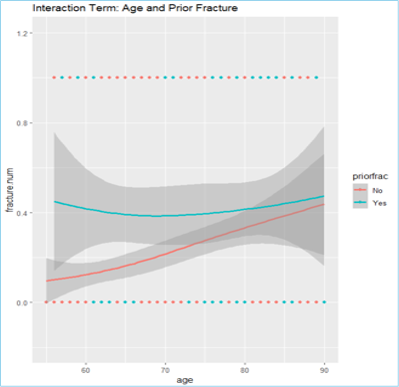 Interaction Term: Age and Prior Fracture
1.2
0.8
0.4
0.0
fracture num
60
70
80
90
age
priorfrac
No
Yes